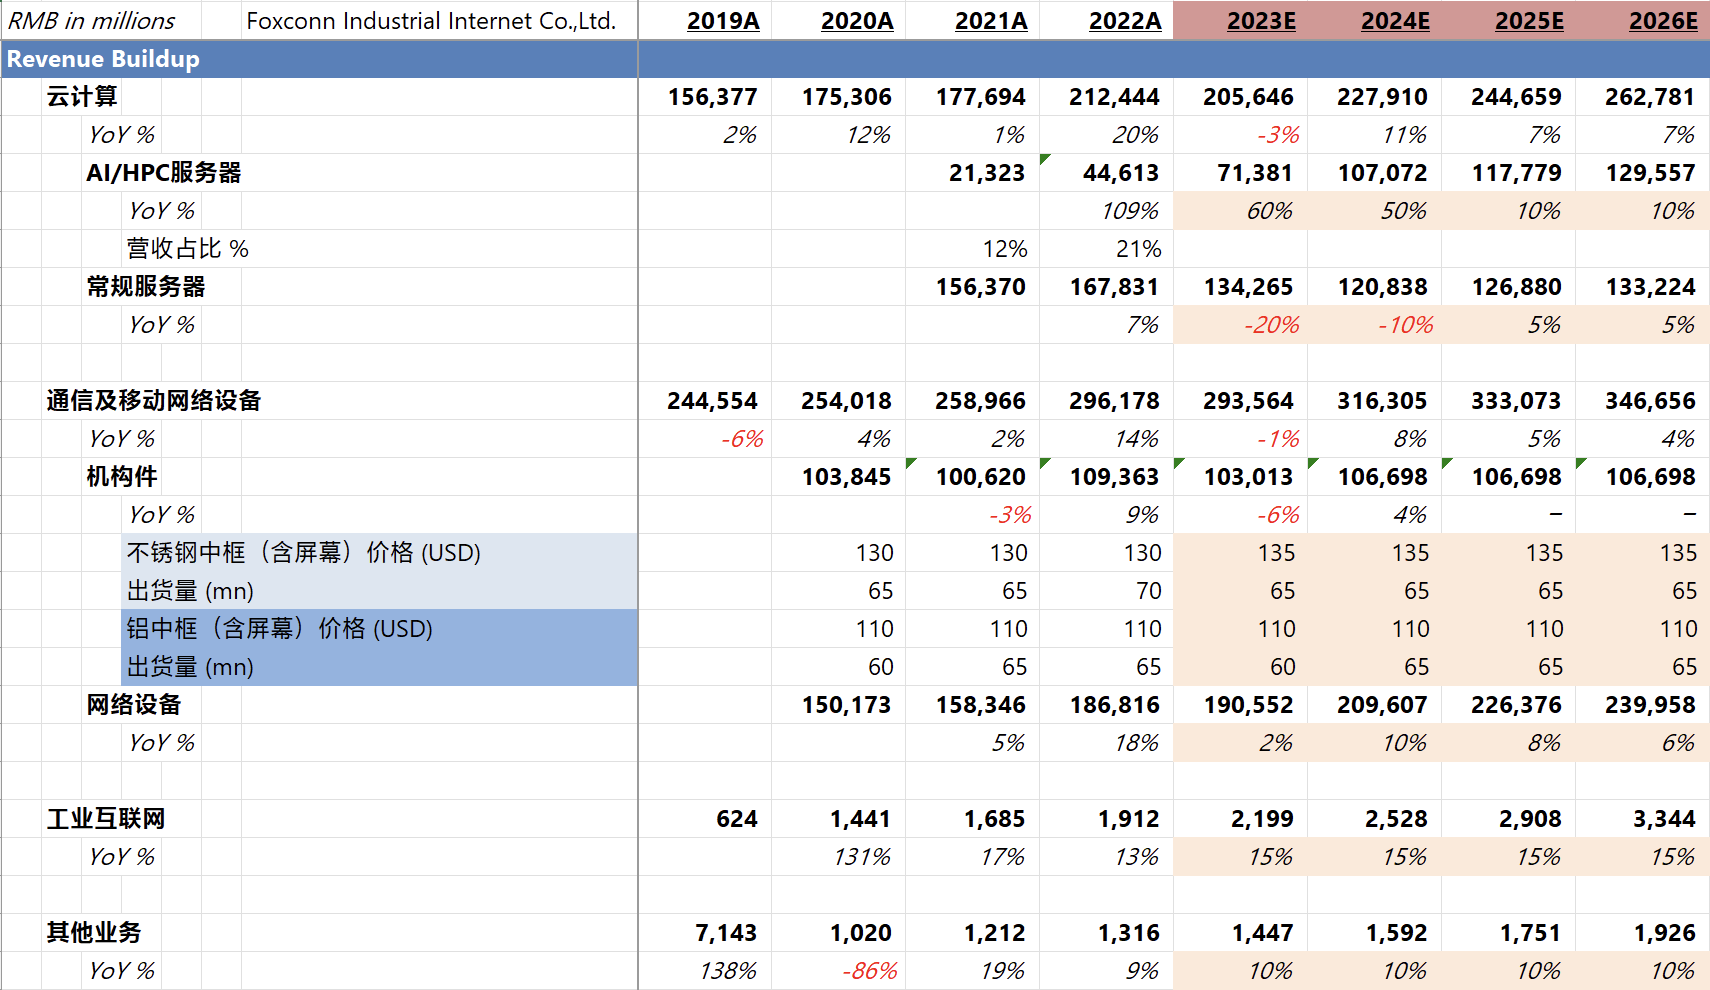 RMB in millions Foxconn Industrial Internet Co.,Ltd. 2019A 2020A 2021A 2022A 2023E 2024E 2025E 2026E
Revenue Buildup
云计算 156,377 175,306 177,694 212,444 205,646 227,910 244,659 262,781
YoY % 2% 12% 1% 20% -3% 11% 7% 7%
AI/HPC服务器 21,323 44,613 71,381 107,072 117,779 129,557
YoY % 109% 60% 50% 10% 10%
营收占比 % 12% 21%
常规服务器 156,370 167,831 134,265 120,838 126,880 133,224
YoY % 7% -20% -10% 5% 5%
通信及移动网络设备 244,554 254,018 258,966 296,178 293,564 316,305 333,073 346,656
YoY % -6% 4% 2% 14% -1% 8% 5% 4%
机构件 103,845 100,620 109,363 103,013 106,698 106,698 106,698
YoY % -3% 9% -6% 4% – –
不锈钢中框（含屏幕）价格 (USD) 130 130 130 135 135 135 135
出货量 (mn) 65 65 70 65 65 65 65
铝中框（含屏幕）价格 (USD) 110 110 110 110 110 110 110
出货量 (mn) 60 65 65 60 65 65 65
网络设备 150,173 158,346 186,816 190,552 209,607 226,376 239,958
YoY % 5% 18% 2% 10% 8% 6%
工业互联网 624 1,441 1,685 1,912 2,199 2,528 2,908 3,344
YoY % 131% 17% 13% 15% 15% 15% 15%
其他业务 7,143 1,020 1,212 1,316 1,447 1,592 1,751 1,926
YoY % 138% -86% 19% 9% 10% 10% 10% 10%